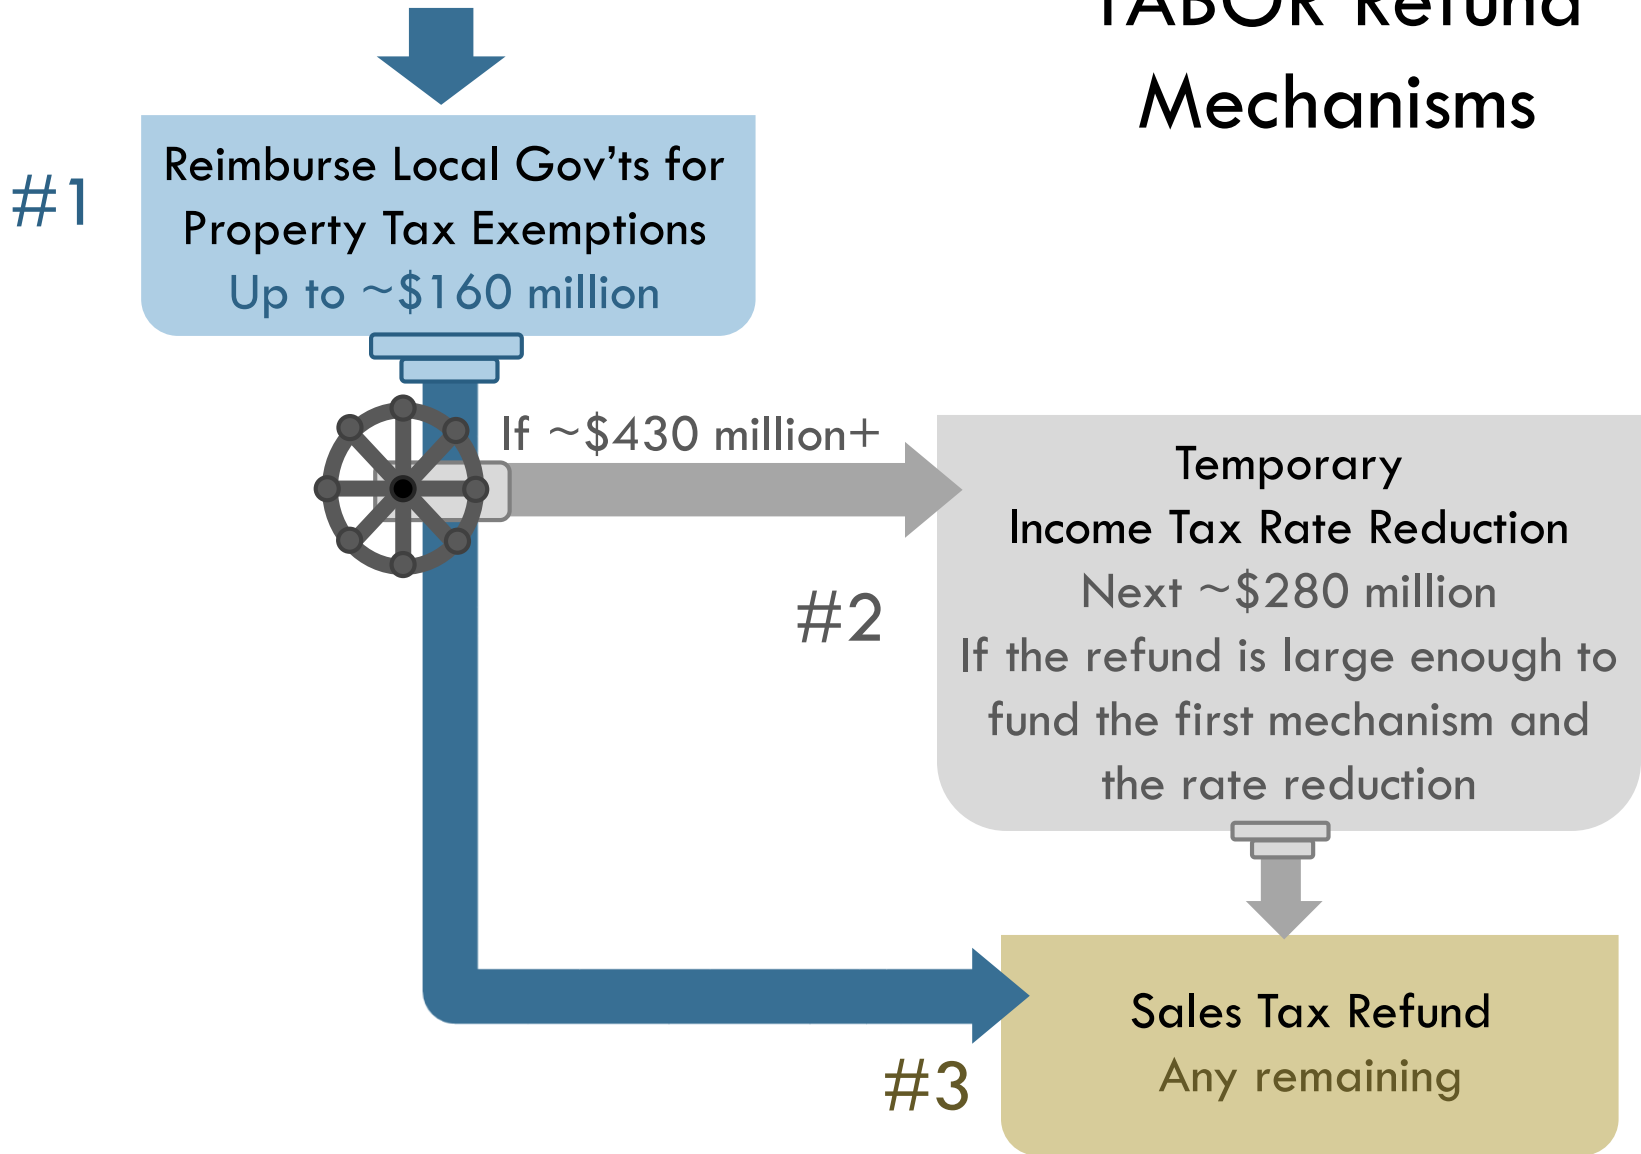 TABOR Refund
Mechanisms
#1
Reimburse Local Gov'ts for
Property Tax Exemptions
Up to ~$160 million
If ~$430 million+
#2
Temporary
Income Tax Rate Reduction
Next ~$280 million
If the refund is large enough to
fund the first mechanism and
the rate reduction
#3
Sales Tax Refund
Any remaining